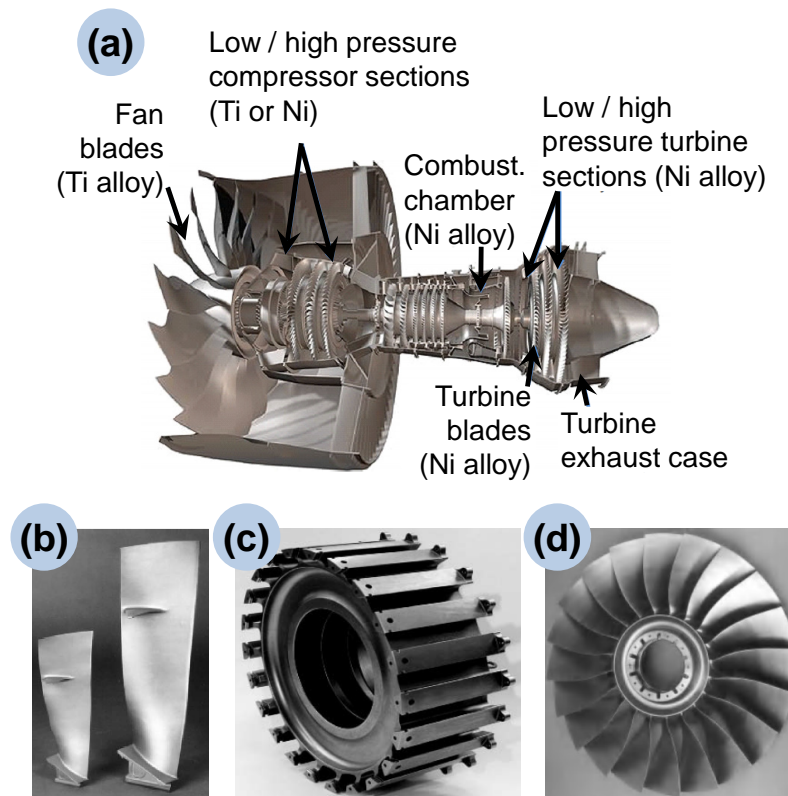 (a)
Low / high pressure
compressor sections
(Ti or Ni)
Fan
blades
(Ti alloy)
Combust.
chamber
(Ni alloy)
Low / high
pressure turbine
sections (Ni alloy)
Turbine
blades
(Ni alloy)
Turbine
exhaust case
(b)
(c)
(d)